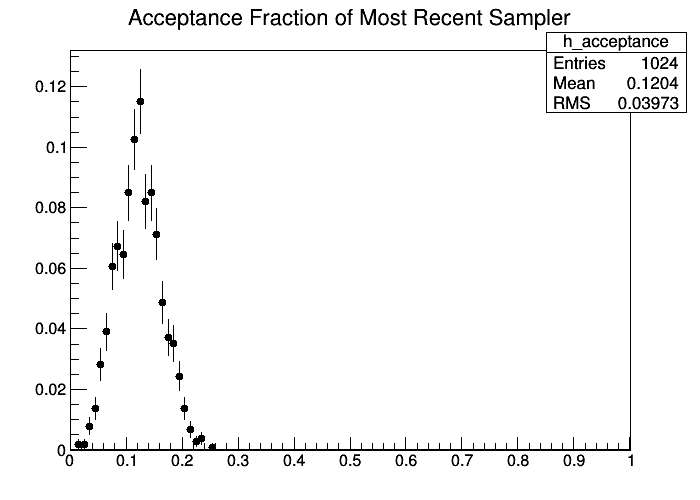 Acceptance Fraction of Most Recent Sampler
h_acceptance
Entries 1024
Mean 0.1204
RMS 0.03973
0.12
0.1
0.08
0.06
0.04
0.02
0
0 0.1 0.2 0.3 0.4 0.5 0.6 0.7 0.8 0.9 1